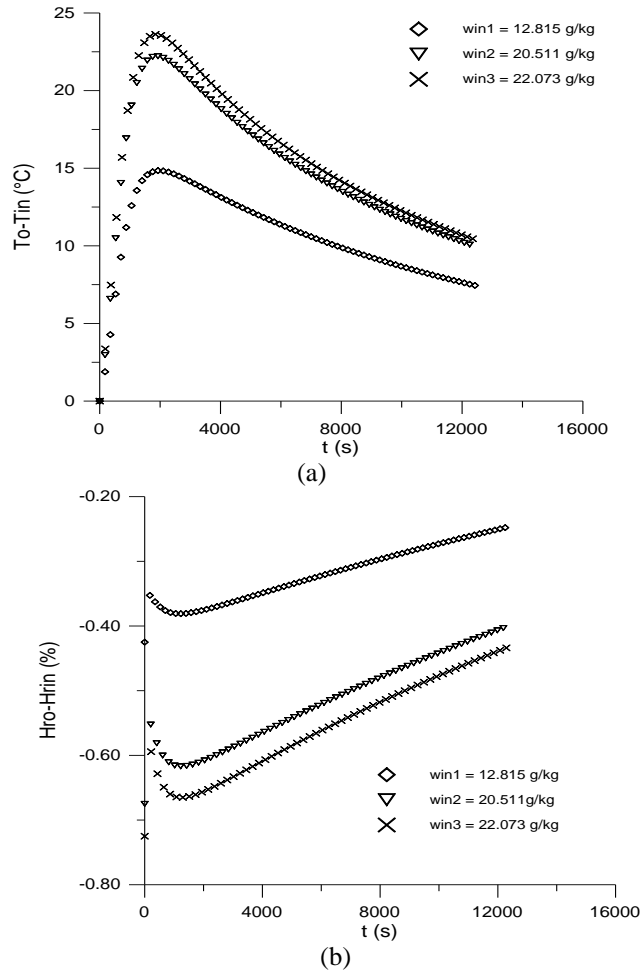 25
20
15
10
5
0
To-Tin (°C)
win1 = 12.815 g/kg
win2 = 20.511 g/kg
win3 = 22.073 g/kg
0 4000 8000 12000 16000
t (s)
(a)
-0.20
-0.40
-0.60
-0.80
Hro-Hrin (%)
win1 = 12.815 g/kg
win2 = 20.511g/kg
win3 = 22.073 g/kg
0 4000 8000 12000 16000
t (s)
(b)